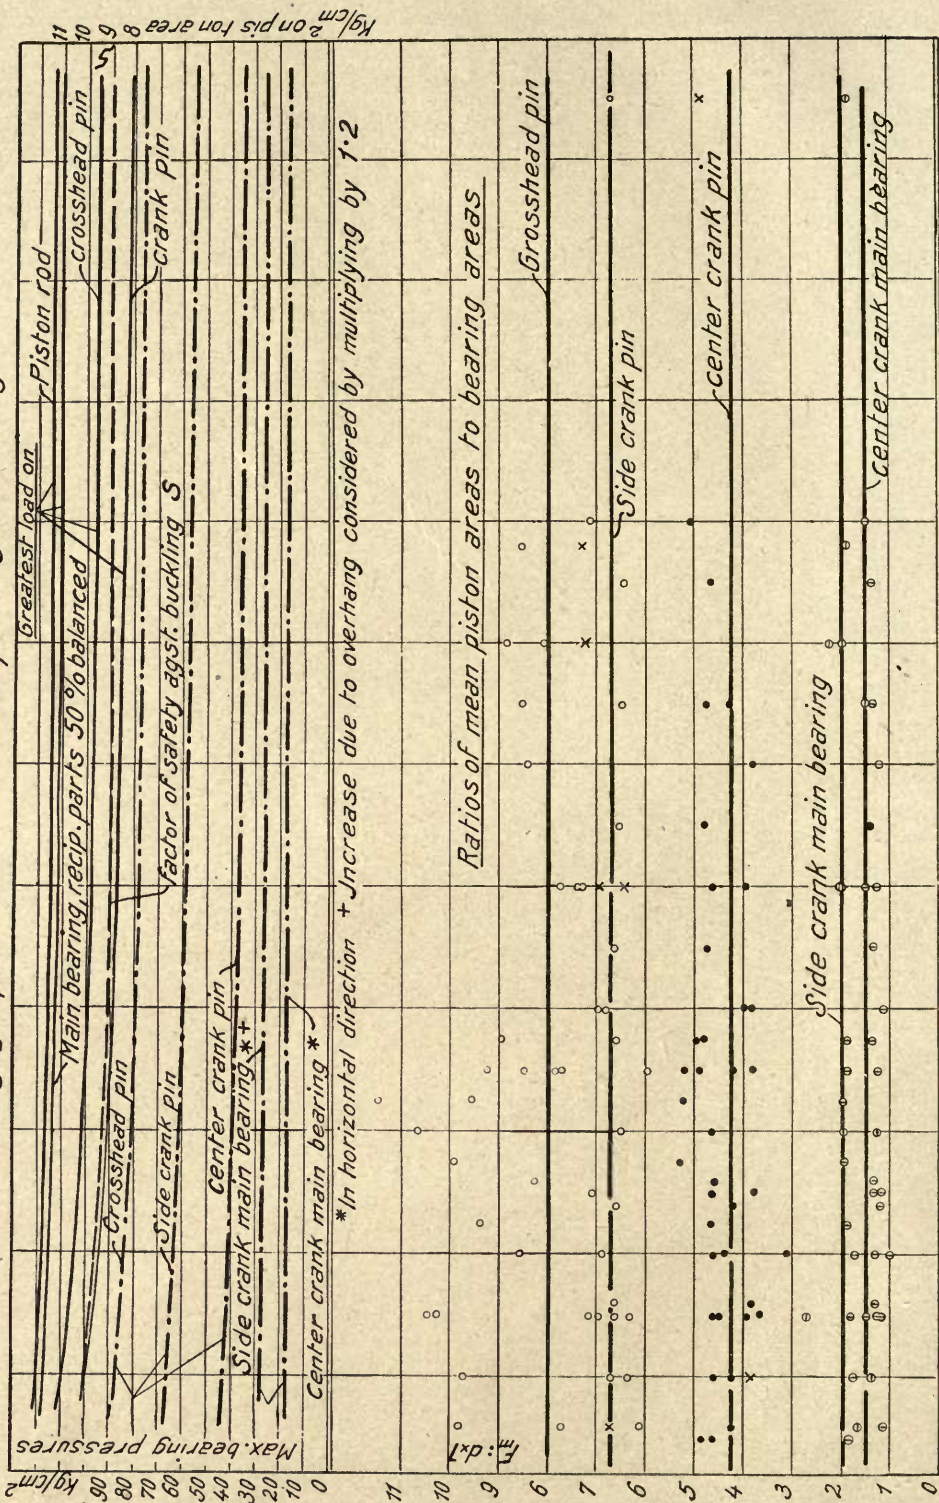 Greatest load on
Piston rod
crosshead pin
crank pin
Main bearing, recip. parts 50 % balanced
factor of safety agst. buckling S
Crosshead pin
Side crank pin
Center crank pin
Side crank main bearing *+
Center crank main bearing *
11
10
9
8
5
Kg/cm² on piston area
Max. bearing pressures
Kg/cm²
90
80
70
60
50
40
30
20
10
0
*In horizontal direction + Jncrease due to overhang considered by multiplying by 1·2
Ratios of mean piston areas to bearing areas
Grosshead pin
Side crank pin
center crank pin
Side crank main bearing
center crank main bearing
Fm : d×l
11
10
9
6
7
6
5
4
3
2
1
0